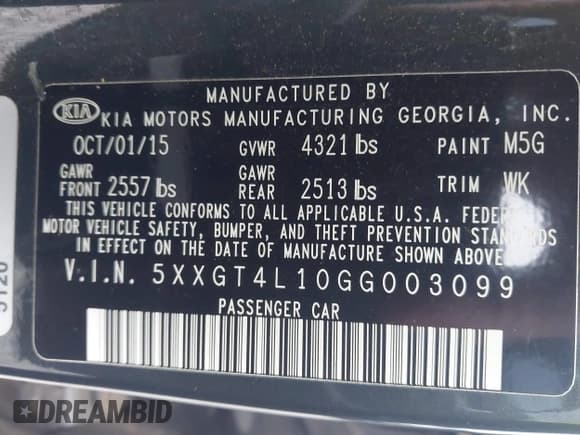 MANUFACTURED BY
KIA KIA MOTORS MANUFACTURING GEORGIA, INC.
OCT/01/15 GVWR 4321 lbs PAINT M5G
GAWR FRONT 2557 lbs GAWR REAR 2513 lbs TRIM WK
THIS VEHICLE CONFORMS TO ALL APPLICABLE U.S.A. FEDER
MOTOR VEHICLE SAFETY, BUMPER, AND THEFT PREVENTION STANDARDS
IN EFFECT ON THE DATE OF MANUFACTURE SHOWN ABOVE.
V.I.N. 5XXGT4L10GG003099
PASSENGER CAR
DREAMBID